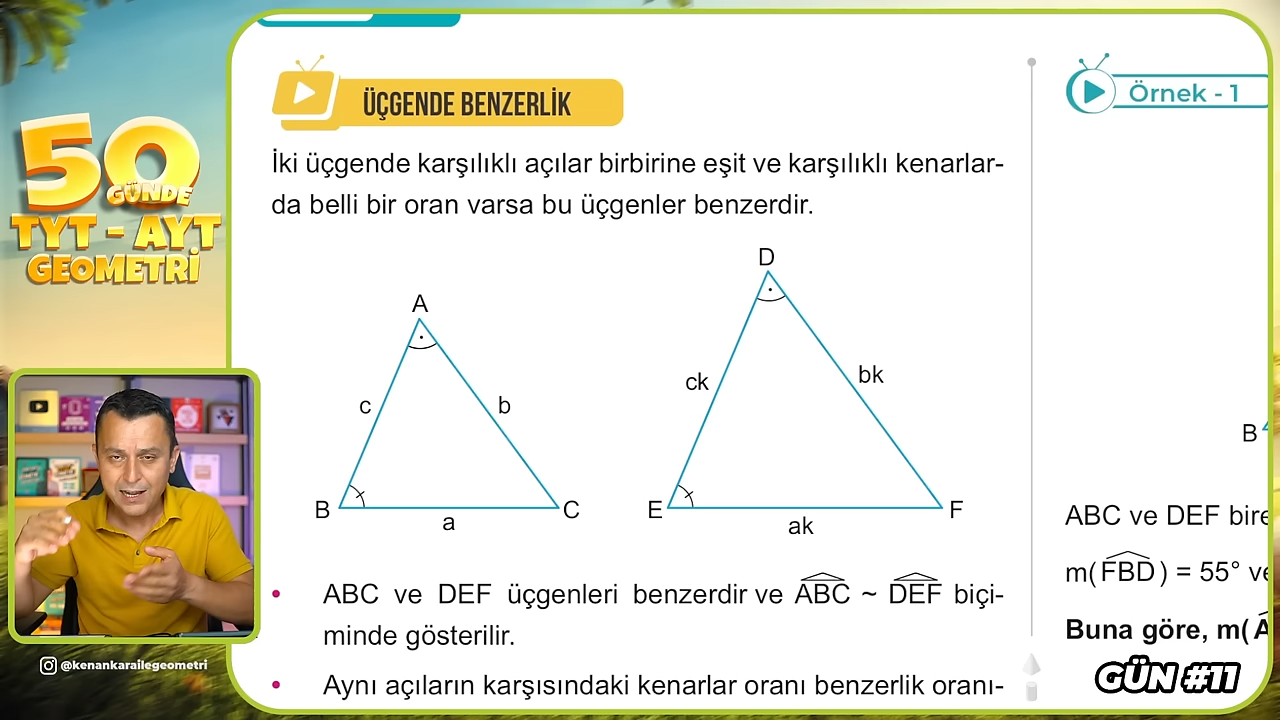 50
GÜNDE
TYT - AYT
GEOMETRİ
ÜÇGENDE BENZERLİK
İki üçgende karşılıklı açılar birbirine eşit ve karşılıklı kenarlar-
da belli bir oran varsa bu üçgenler benzerdir.
A
c
b
B
a
C
D
ck
bk
E
ak
F
• ABC ve DEF üçgenleri benzerdir ve ABC ~ DEF biçi-
minde gösterilir.
• Aynı açıların karşısındaki kenarlar oranı benzerlik oranı-
Örnek - 1
B
ABC ve DEF bire
m(FBD) = 55° ve
Buna göre, m(A
GÜN #11
@kenankarailegeometri